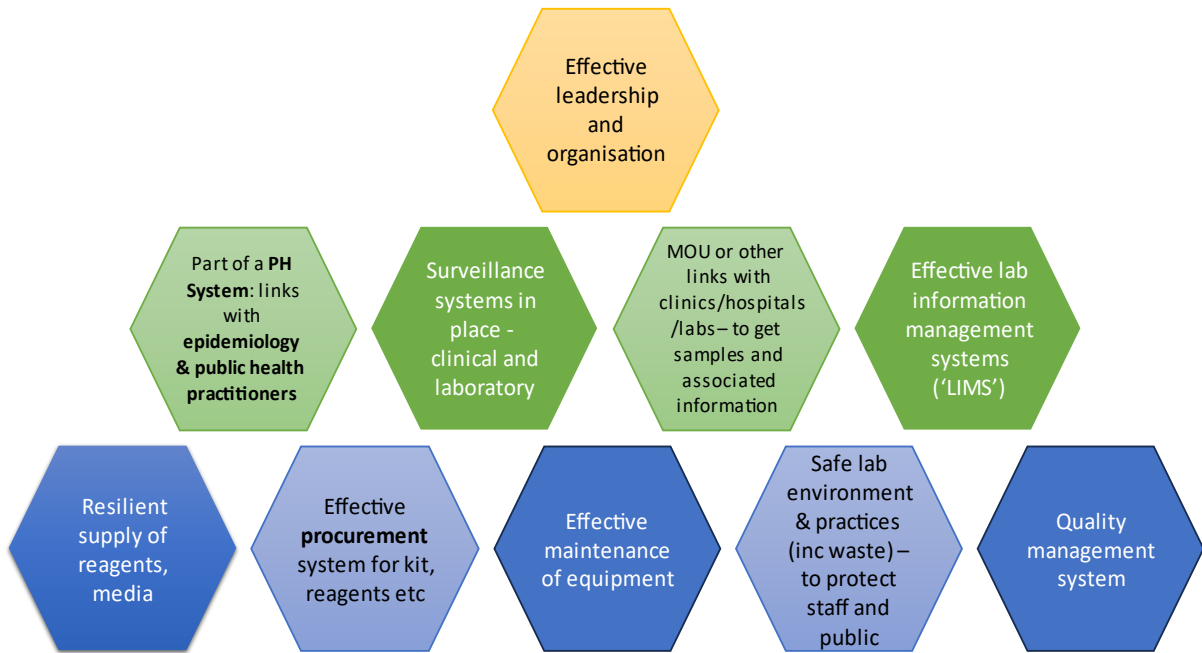 Effective
leadership
and
organisation
Part of a PH
System: links
with
epidemiology
& public health
practitioners
Surveillance
systems in
place -
clinical and
laboratory
MOU or other
links with
clinics/hospitals
/labs– to get
samples and
associated
information
Effective lab
information
management
systems
(‘LIMS’)
Resilient
supply of
reagents,
media
Effective
procurement
system for kit,
reagents etc
Effective
maintenance
of equipment
Safe lab
environment
& practices
(inc waste) –
to protect
staff and
public
Quality
management
system